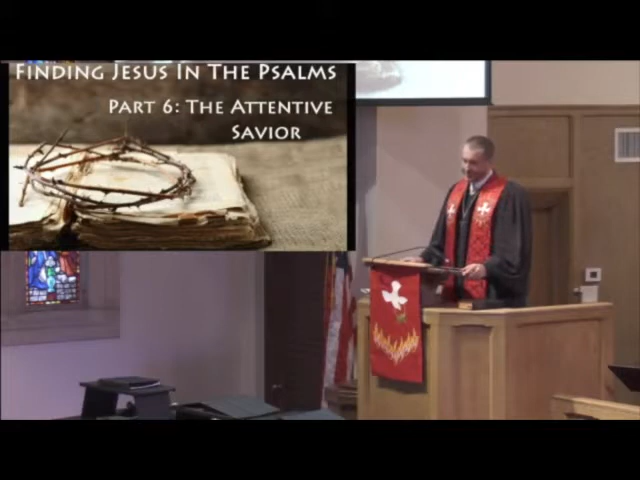 Finding Jesus In The Psalms
Part 6: The Attentive
Savior